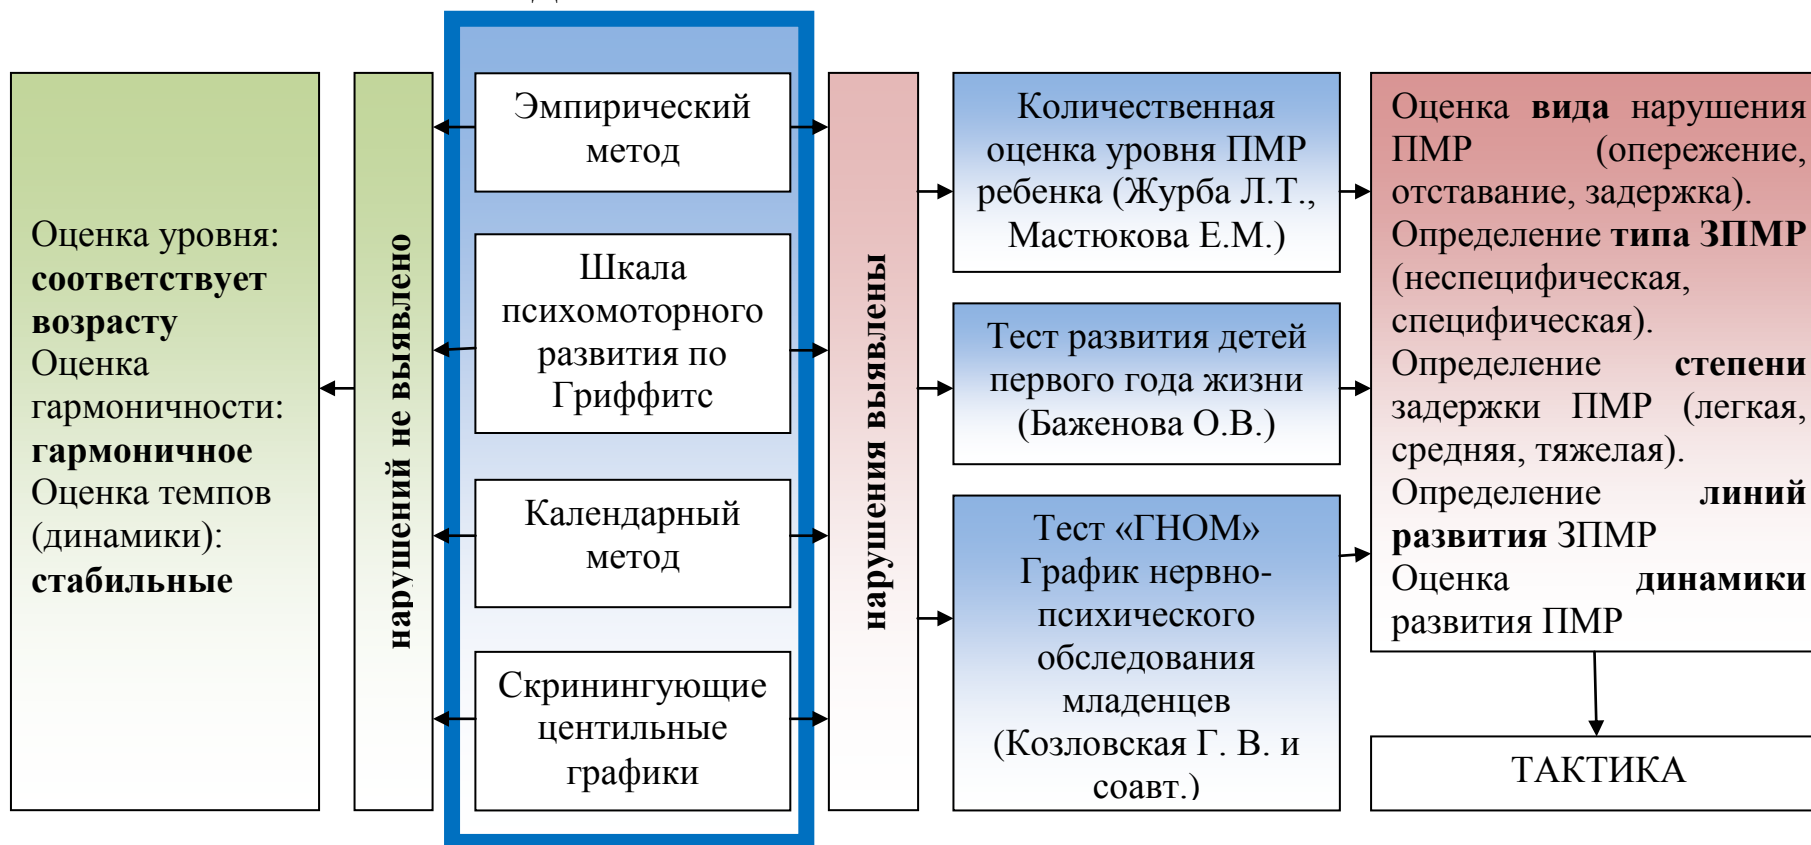 Оценка уровня:
соответствует
возрасту
Оценка
гармоничности:
гармоничное
Оценка темпов
(динамики):
стабильные
нарушений не выявлено
Эмпирический
метод
Шкала
психомоторного
развития по
Гриффитс
Календарный
метод
Скринингующие
центильные
графики
нарушения выявлены
Количественная
оценка уровня ПМР
ребенка (Журба Л.Т.,
Мастюкова Е.М.)
Тест развития детей
первого года жизни
(Баженова О.В.)
Тест «ГНОМ»
График нервно-
психического
обследования
младенцев
(Козловская Г. В. и
соавт.)
Оценка вида нарушения
ПМР (опережение,
отставание, задержка).
Определение типа ЗПМР
(неспецифическая,
специфическая).
Определение степени
задержки ПМР (легкая,
средняя, тяжелая).
Определение линий
развития ЗПМР
Оценка динамики
развития ПМР
ТАКТИКА